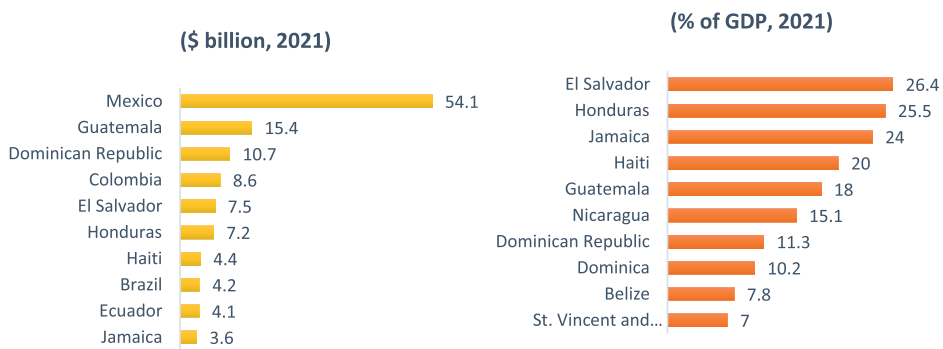 ($ billion, 2021)
Mexico 54.1
Guatemala 15.4
Dominican Republic 10.7
Colombia 8.6
El Salvador 7.5
Honduras 7.2
Haiti 4.4
Brazil 4.2
Ecuador 4.1
Jamaica 3.6
(% of GDP, 2021)
El Salvador 26.4
Honduras 25.5
Jamaica 24
Haiti 20
Guatemala 18
Nicaragua 15.1
Dominican Republic 11.3
Dominica 10.2
Belize 7.8
St. Vincent and... 7